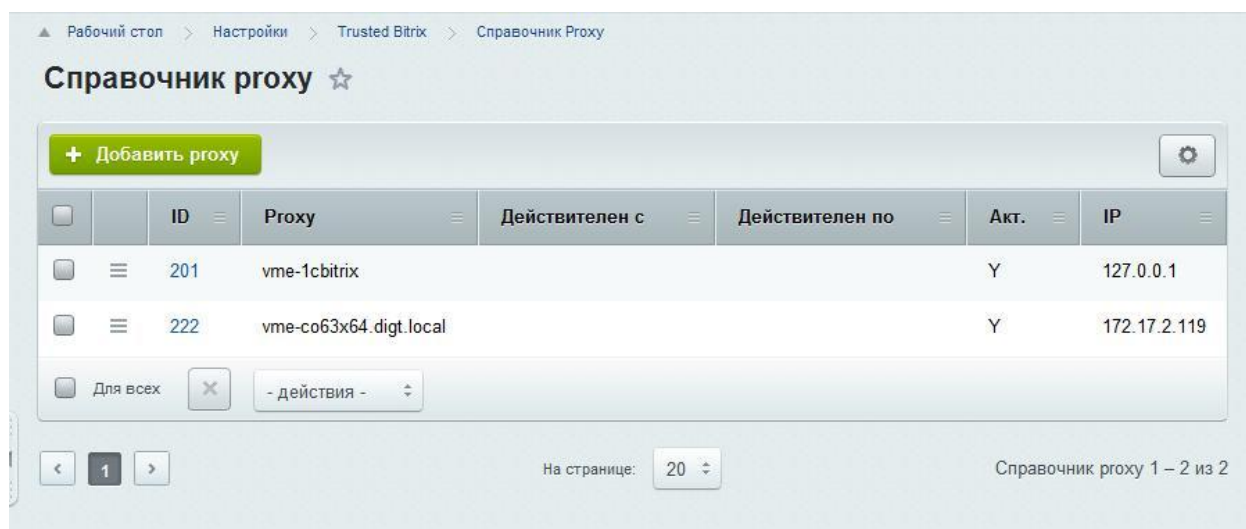 Рабочий стол > Настройки > Trusted Bitrix > Справочник Proxy
Справочник proxy
+ Добавить proxy
ID Proxy Действителен с Действителен по Акт. IP
201 vme-1cbitrix Y 127.0.0.1
222 vme-co63x64.digt.local Y 172.17.2.119
Для всех - действия -
1 На странице: 20 Справочник proxy 1 – 2 из 2